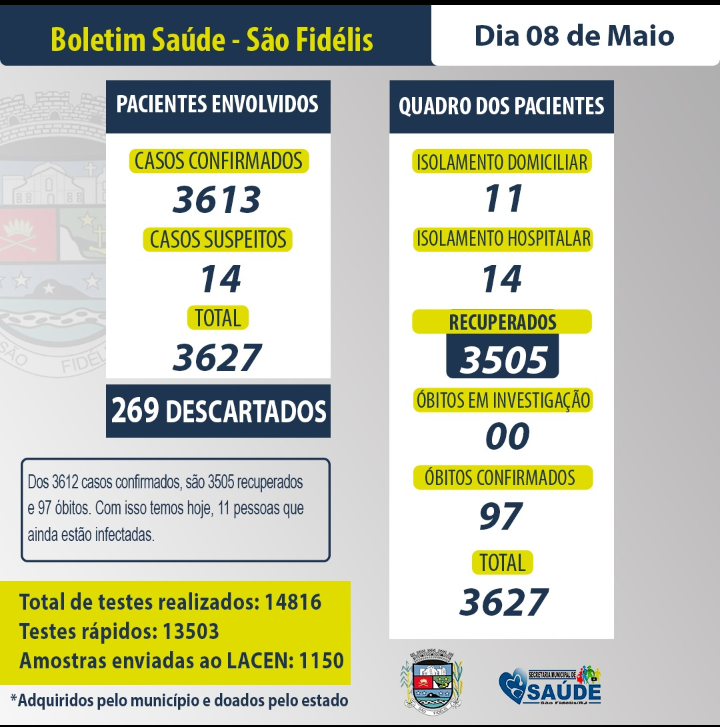 Boletim Saúde - São Fidélis
Dia 08 de Maio
PACIENTES ENVOLVIDOS
CASOS CONFIRMADOS
3613
CASOS SUSPEITOS
14
TOTAL
3627
269 DESCARTADOS
Dos 3612 casos confirmados, são 3505 recuperados
e 97 óbitos. Com isso temos hoje, 11 pessoas que
ainda estão infectadas.
Total de testes realizados: 14816
Testes rápidos: 13503
Amostras enviadas ao LACEN: 1150
*Adquiridos pelo município e doados pelo estado
QUADRO DOS PACIENTES
ISOLAMENTO DOMICILIAR
11
ISOLAMENTO HOSPITALAR
14
RECUPERADOS
3505
ÓBITOS EM INVESTIGAÇÃO
00
ÓBITOS CONFIRMADOS
97
TOTAL
3627
SECRETARIA MUNICIPAL DE
SAÚDE
São Fidélis/RJ